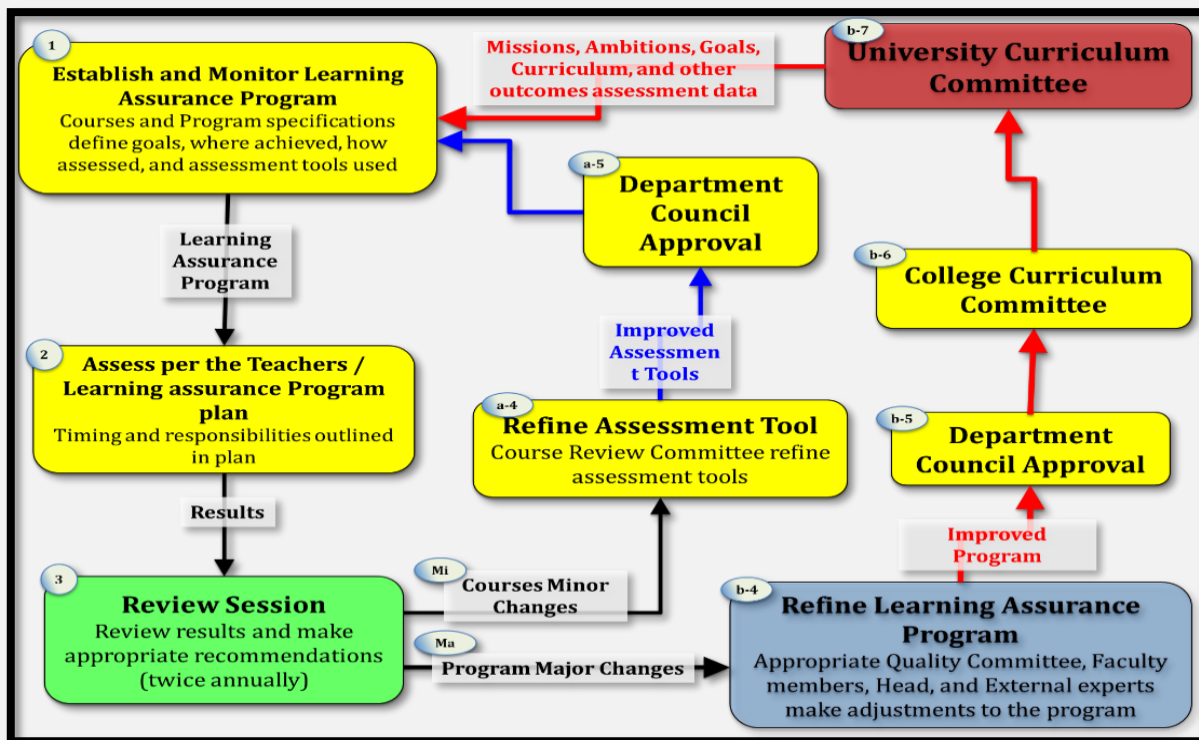 1
Establish and Monitor Learning
Assurance Program
Courses and Program specifications
define goals, where achieved, how
assessed, and assessment tools used
Missions, Ambitions, Goals,
Curriculum, and other
outcomes assessment data
b-7
University Curriculum
Committee
a-5
Department
Council
Approval
Learning
Assurance
Program
b-6
College Curriculum
Committee
Improved
Assessmen
t Tools
2
Assess per the Teachers /
Learning assurance Program
plan
Timing and responsibilities outlined
in plan
a-4
Refine Assessment Tool
Course Review Committee refine
assessment tools
b-5
Department
Council Approval
Results
Improved
Program
3
Review Session
Review results and make
appropriate recommendations
(twice annually)
Mi
Courses Minor
Changes
Ma
Program Major Changes
b-4
Refine Learning Assurance
Program
Appropriate Quality Committee, Faculty
members, Head, and External experts
make adjustments to the program